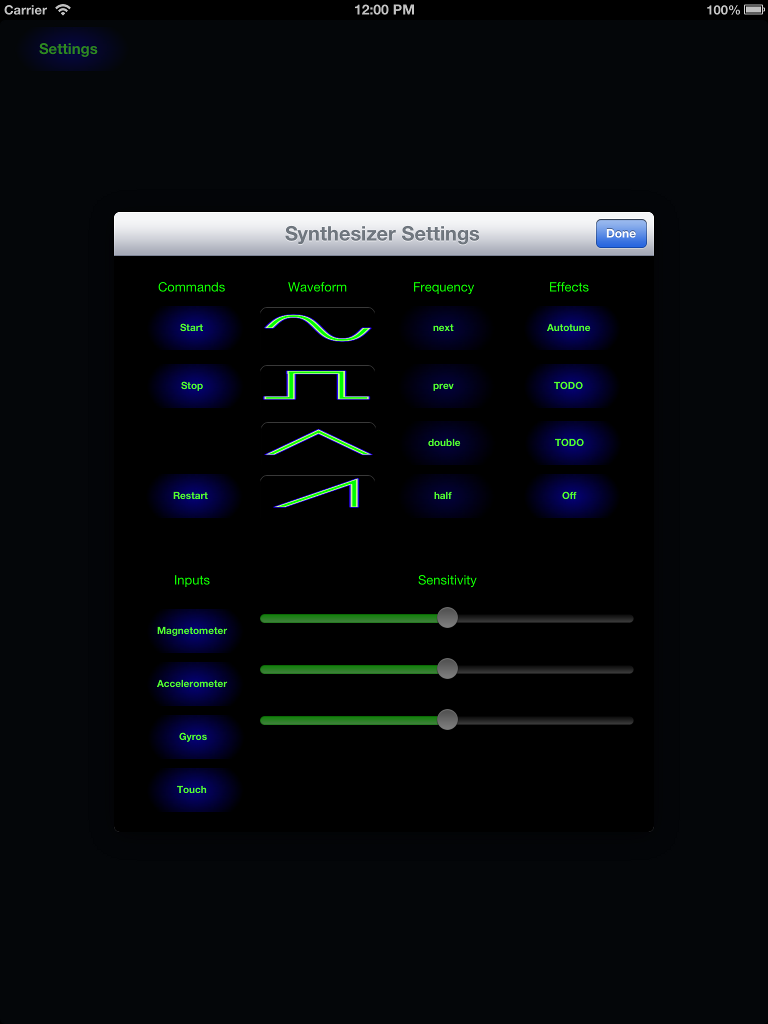 Carrier 12:00 PM 100%
Settings
Synthesizer Settings Done
Commands Waveform Frequency Effects
Start next Autotune
Stop prev TODO
double TODO
Restart half Off
Inputs Sensitivity
Magnetometer
Accelerometer
Gyros
Touch